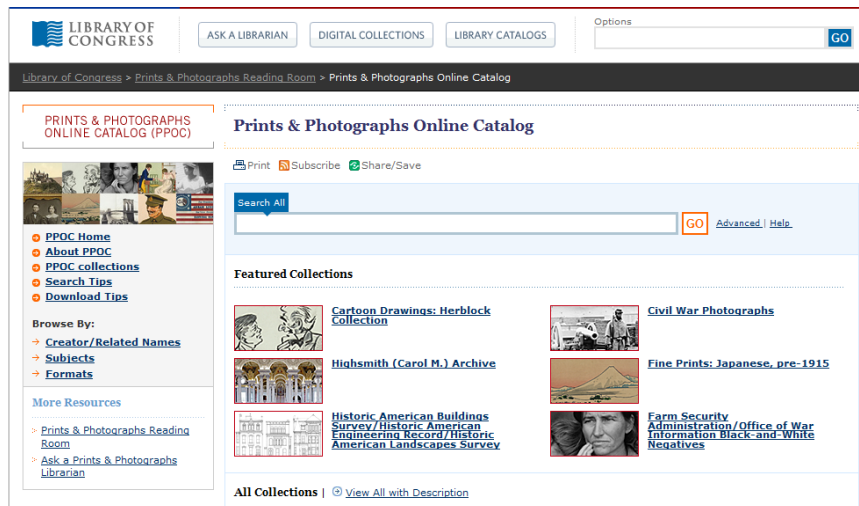 LIBRARY OF
CONGRESS
ASK A LIBRARIAN
DIGITAL COLLECTIONS
LIBRARY CATALOGS
Options
GO
Library of Congress > Prints & Photographs Reading Room > Prints & Photographs Online Catalog
PRINTS & PHOTOGRAPHS
ONLINE CATALOG (PPOC)
PPOC Home
About PPOC
PPOC collections
Search Tips
Download Tips
Browse By:
Creator/Related Names
Subjects
Formats
More Resources
Prints & Photographs Reading
Room
Ask a Prints & Photographs
Librarian
Prints & Photographs Online Catalog
Print Subscribe Share/Save
Search All
GO Advanced | Help
Featured Collections
Cartoon Drawings: Herblock
Collection
Civil War Photographs
Highsmith (Carol M.) Archive
Fine Prints: Japanese, pre-1915
Historic American Buildings
Survey/Historic American
Engineering Record/Historic
American Landscapes Survey
Farm Security
Administration/Office of War
Information Black-and-White
Negatives
All Collections | View All with Description